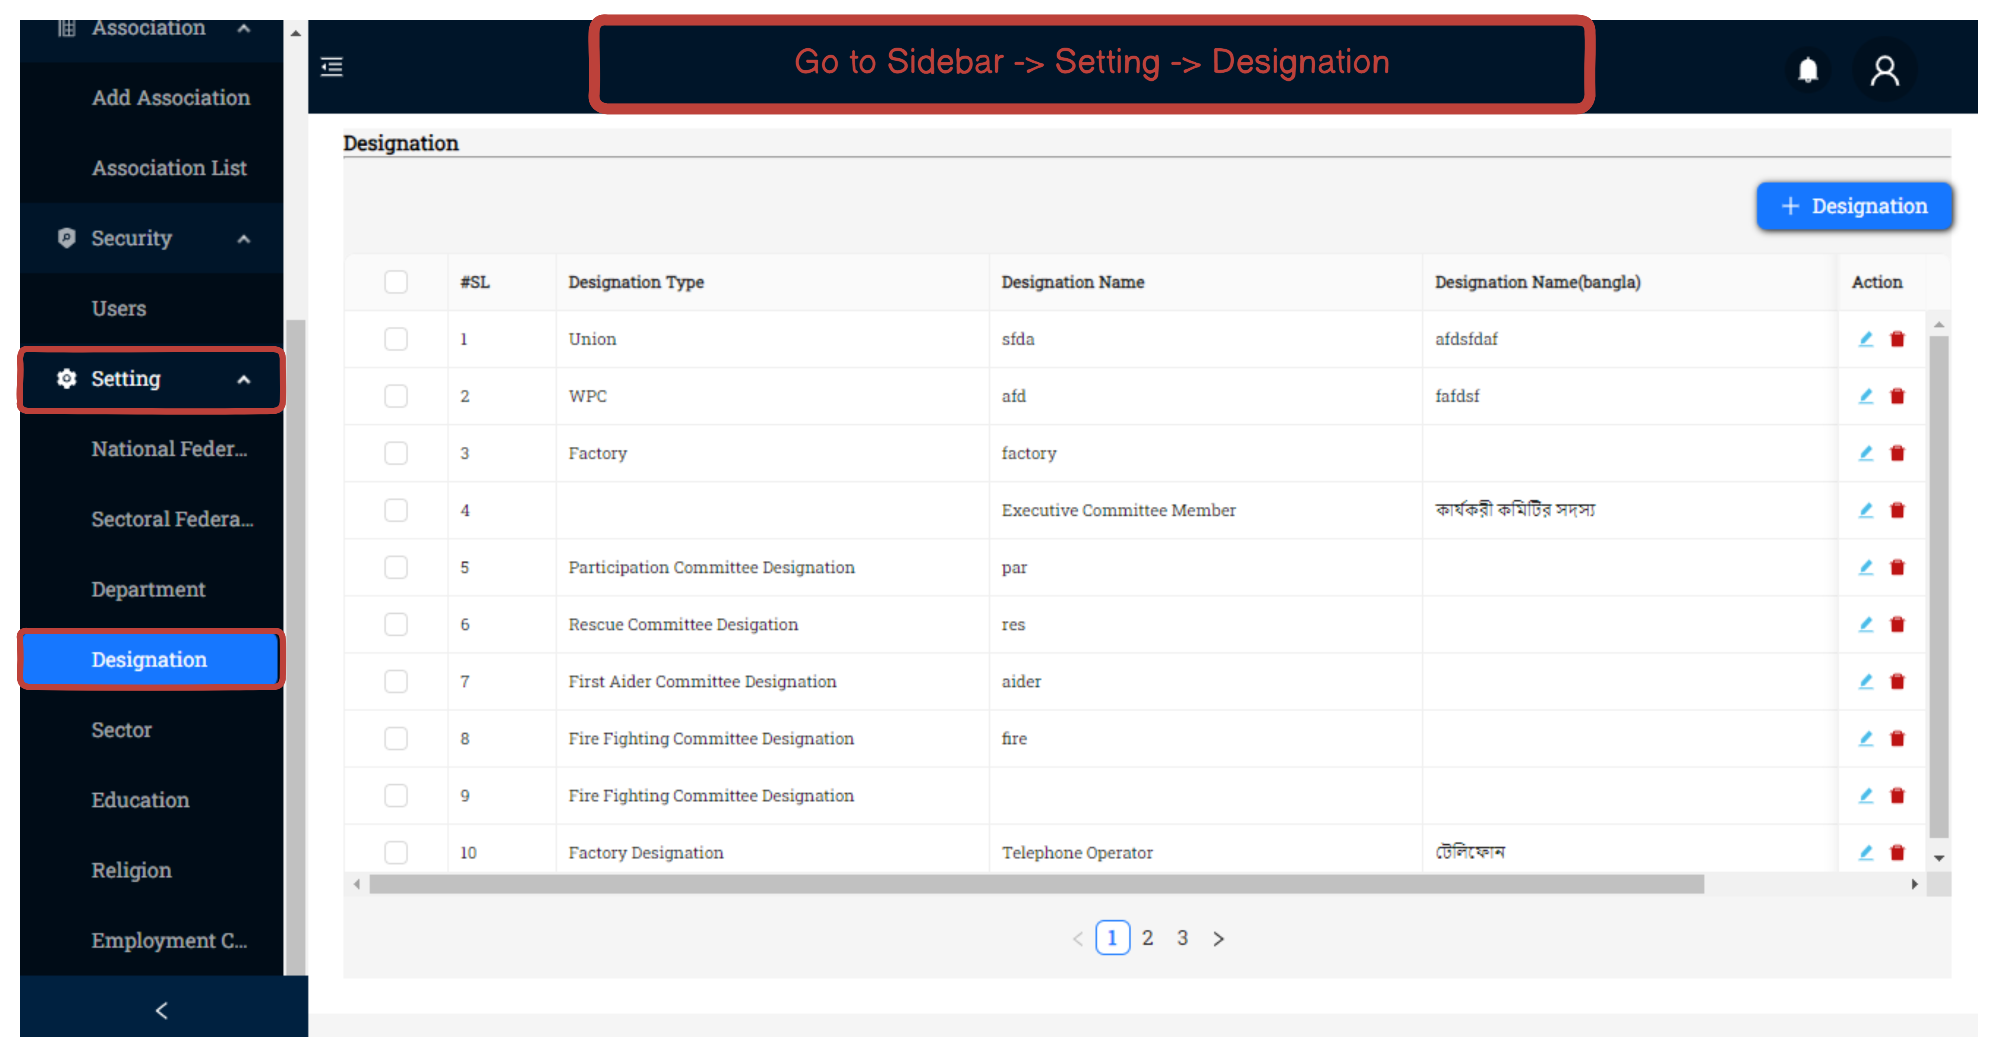 Association
Add Association
Association List
Security
Users
Setting
National Feder...
Sectoral Federa...
Department
Designation
Sector
Education
Religion
Employment C...
Go to Sidebar -> Setting -> Designation
Designation
+ Designation
#SL Designation Type Designation Name Designation Name(bangla) Action
1 Union sfda afdsfdaf
2 WPC afd fafdsf
3 Factory factory
4 Executive Committee Member কার্যকরী কমিটির সদস্য
5 Participation Committee Designation par
6 Rescue Committee Desigation res
7 First Aider Committee Designation aider
8 Fire Fighting Committee Designation fire
9 Fire Fighting Committee Designation
10 Factory Designation Telephone Operator টেলিফোন
< 1 2 3 >